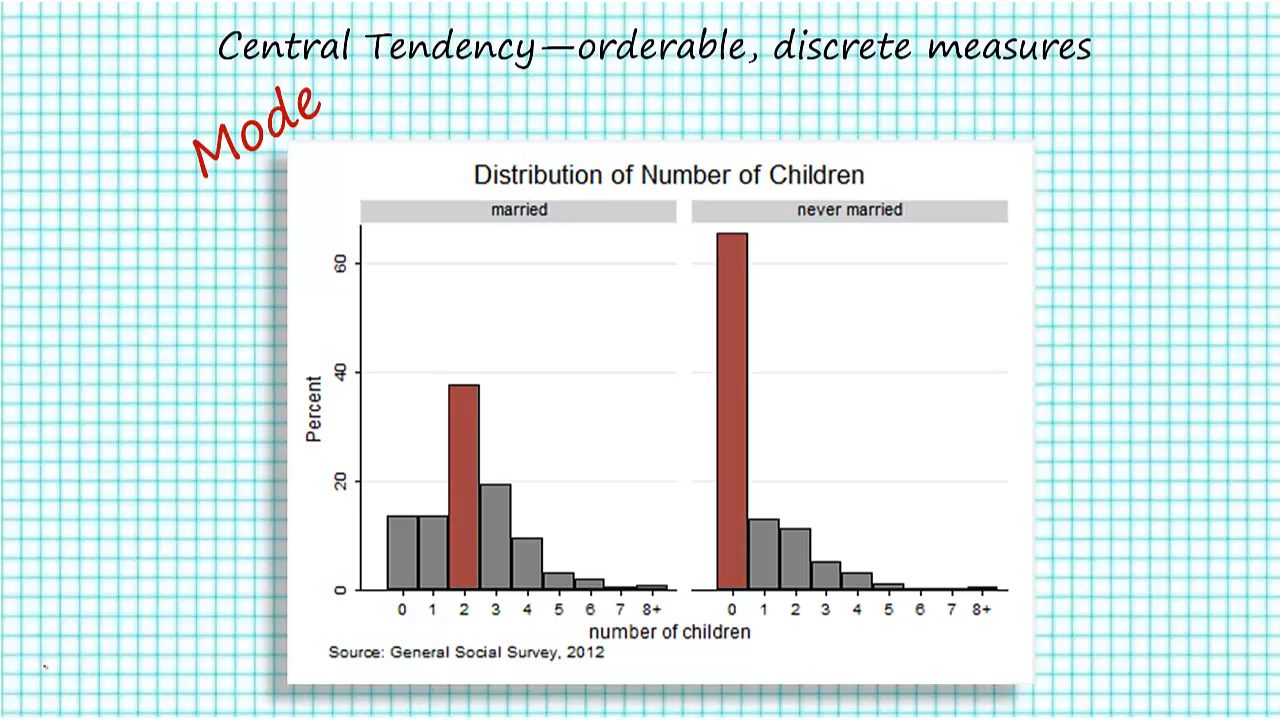 Central Tendency—orderable, discrete measures
Mode
Distribution of Number of Children
married
never married
Percent
60
40
20
0
0 1 2 3 4 5 6 7 8+
0 1 2 3 4 5 6 7 8+
number of children
Source: General Social Survey, 2012